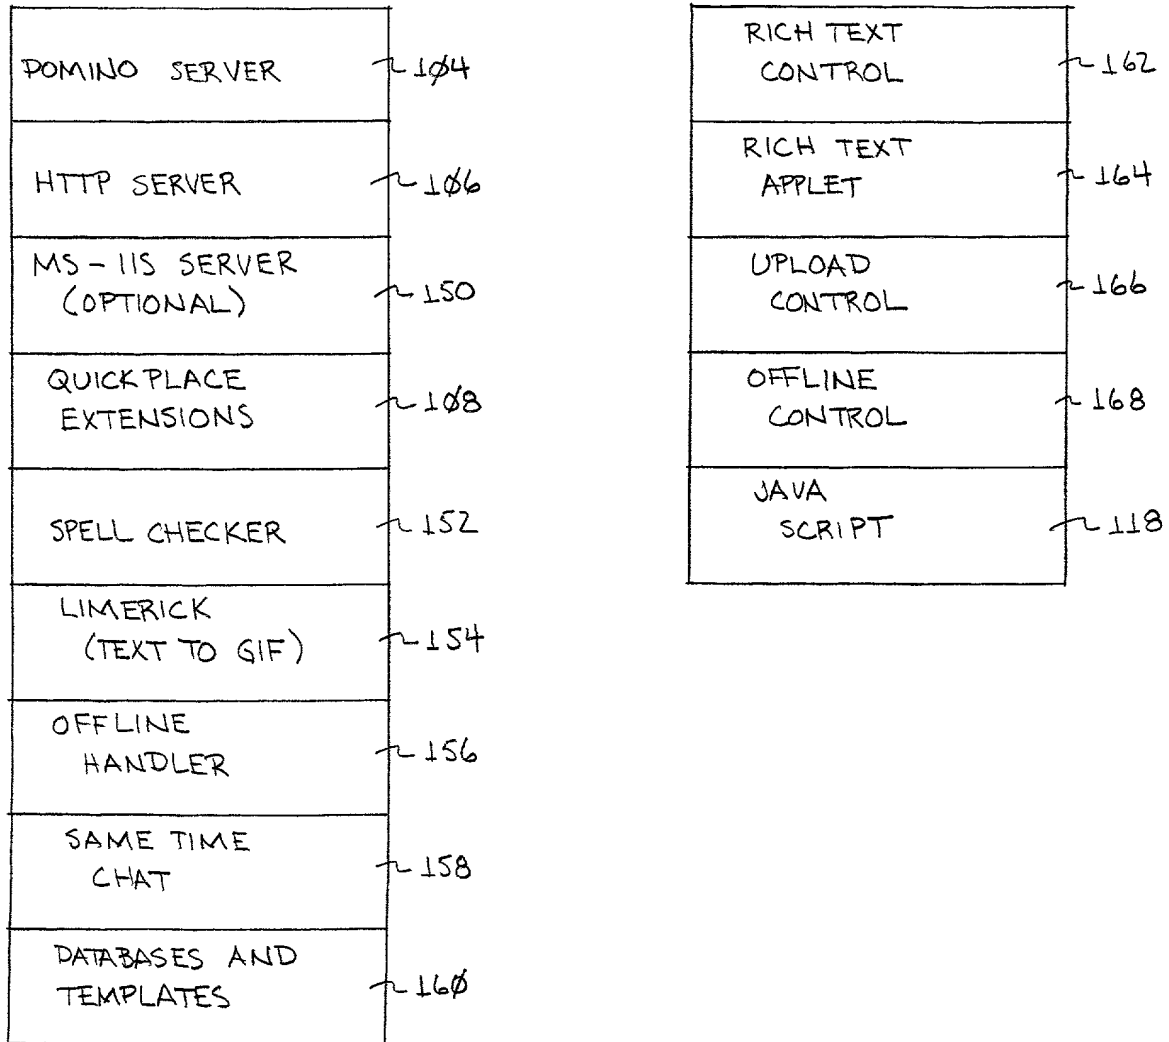 DOMINO SERVER 104
HTTP SERVER 106
MS-IIS SERVER
(OPTIONAL) 150
QUICKPLACE
EXTENSIONS 108
SPELL CHECKER 152
LIMERICK
(TEXT TO GIF) 154
OFFLINE
HANDLER 156
SAME TIME
CHAT 158
DATABASES AND
TEMPLATES 160
RICH TEXT
CONTROL 162
RICH TEXT
APPLET 164
UPLOAD
CONTROL 166
OFFLINE
CONTROL 168
JAVA
SCRIPT 118